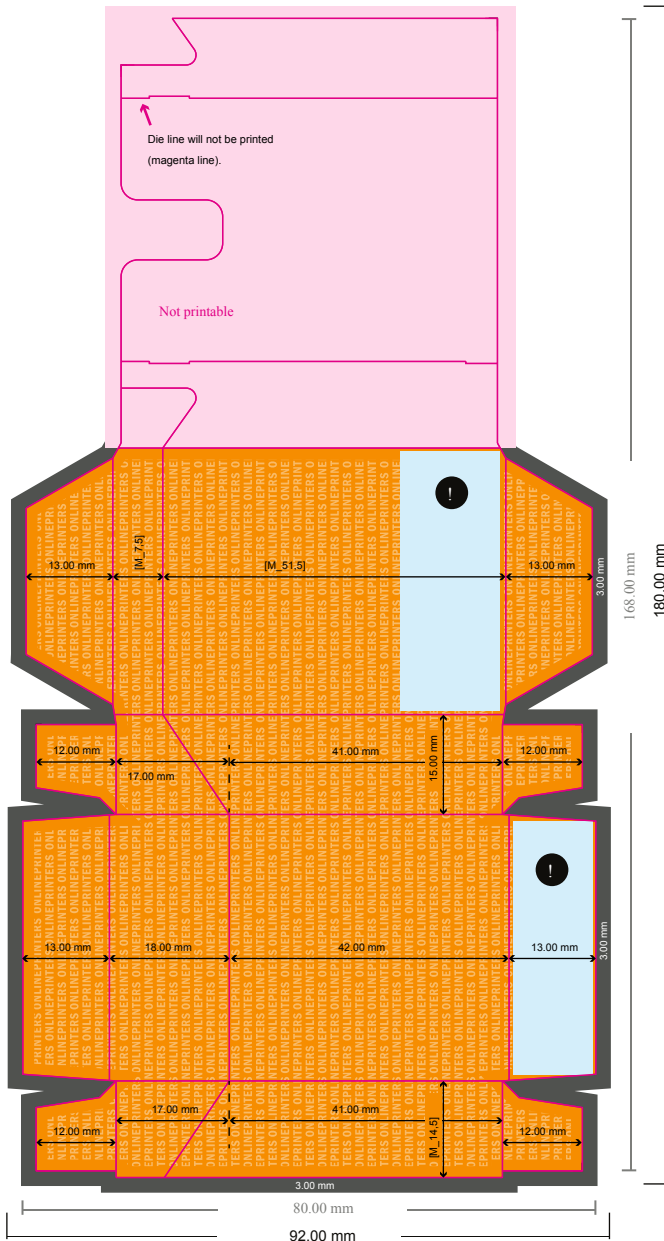 Die line will not be printed
(magenta line).
Not printable
!
13.00 mm
[M_7,5]
[M_51,5]
13.00 mm
3.00 mm
168.00 mm
180.00 mm
12.00 mm
17.00 mm
41.00 mm
15.00 mm
12.00 mm
!
13.00 mm
18.00 mm
42.00 mm
13.00 mm
3.00 mm
12.00 mm
17.00 mm
41.00 mm
[M_14,5]
12.00 mm
3.00 mm
80.00 mm
92.00 mm
ONLINEPRINTERS